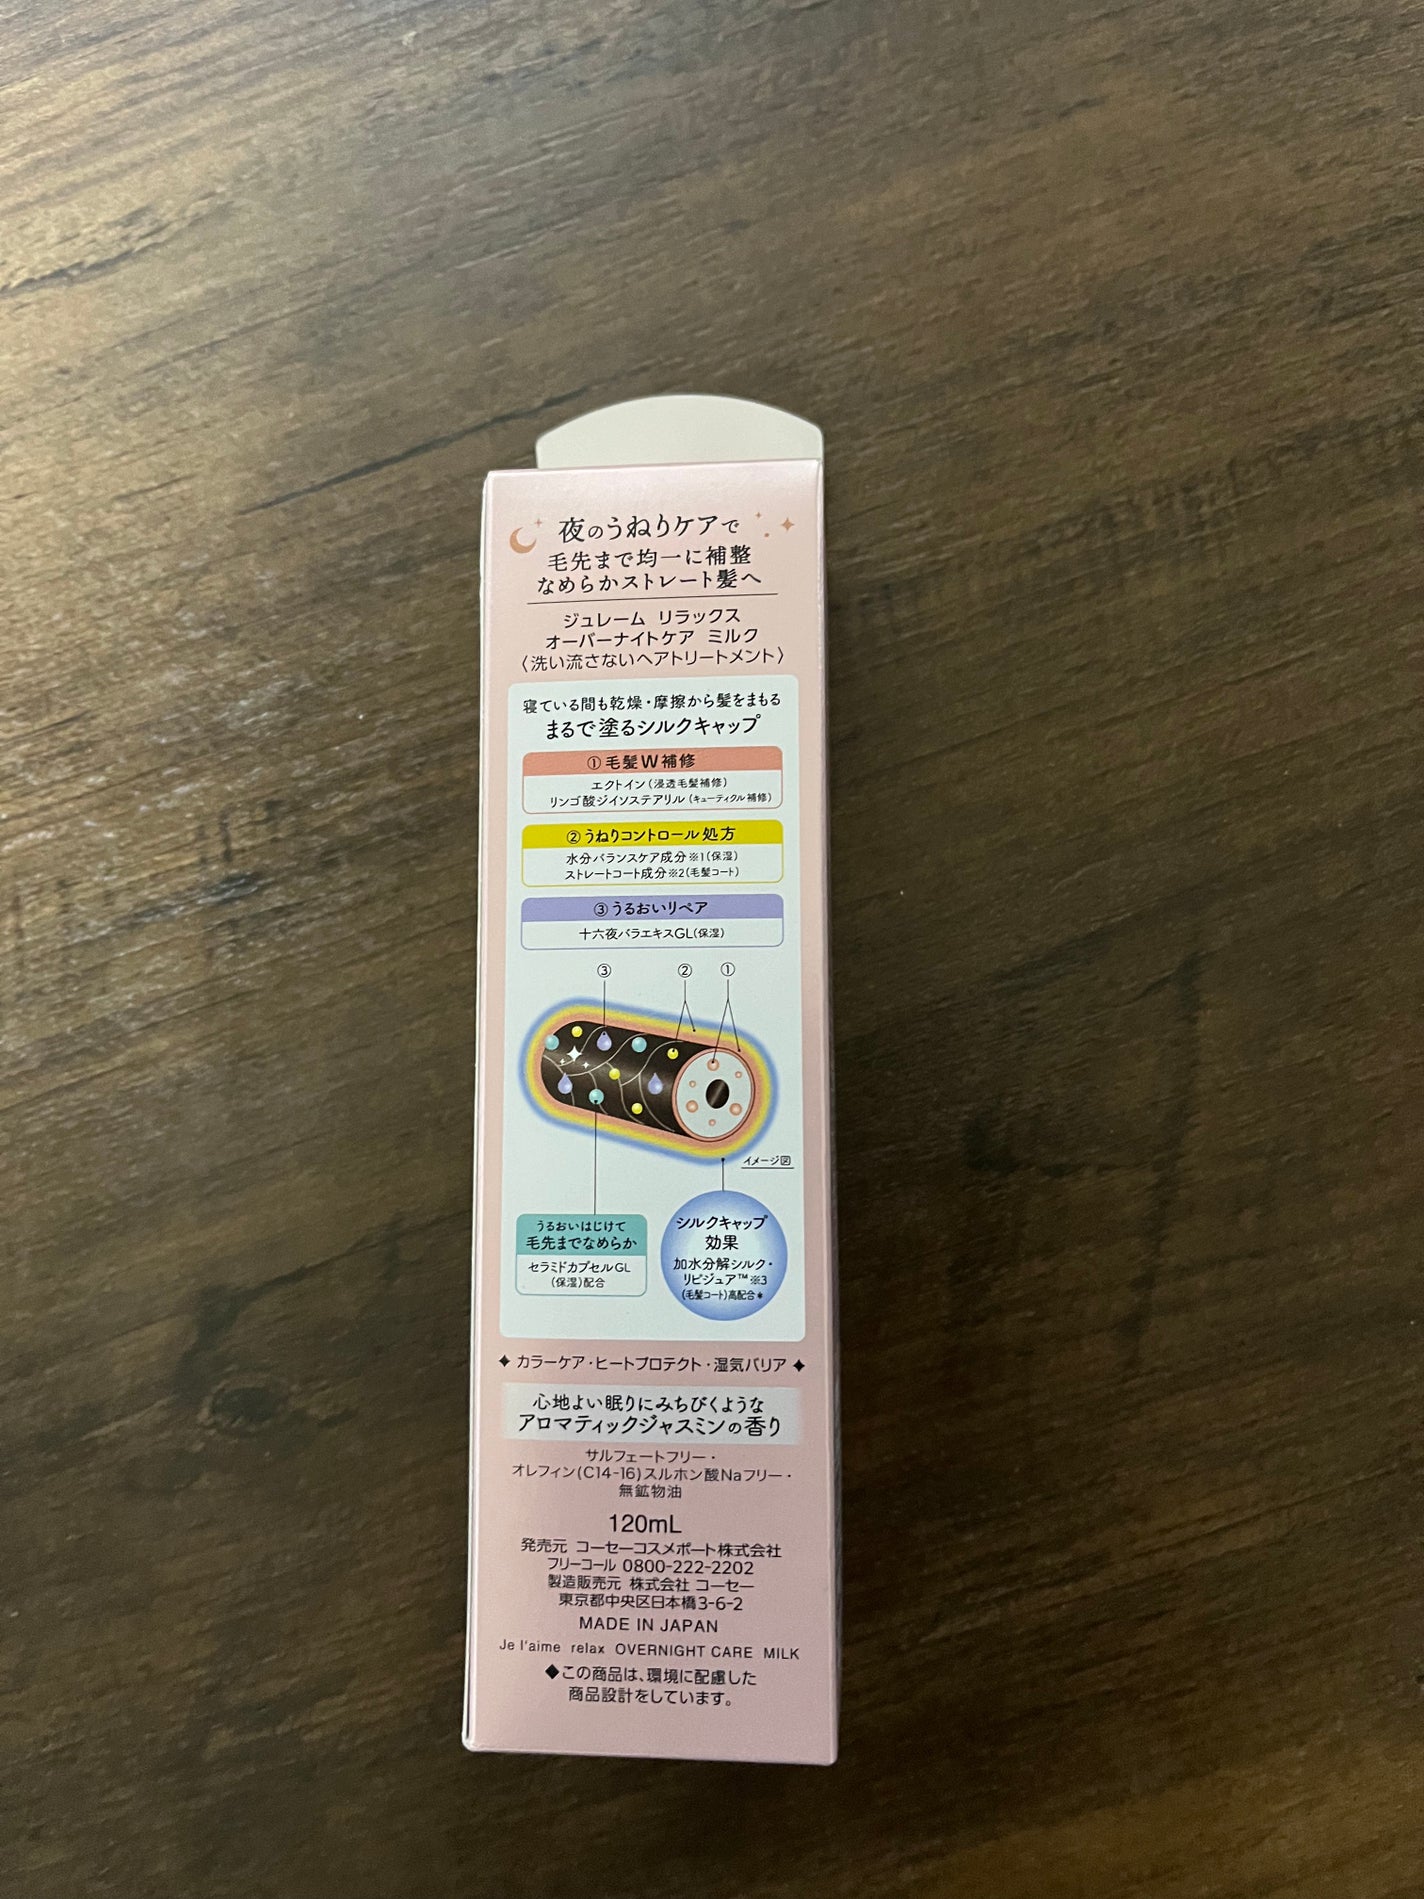 夜のうねりケアで
毛先まで均一に補整
なめらかストレート髪へ
ジュレーム リラックス
オーバーナイトケア ミルク
〈洗い流さないヘアトリートメント〉
寝ている間も乾燥・摩擦から髪をまもる
まるで塗るシルクキャップ
①毛髪W補修
エクトイン(浸透毛髪補修)
リンゴ酸ジイソステアリル(キューティクル補修)
②うねりコントロール処方
水分バランスケア成分※1(保湿)
ストレートコート成分※2(毛髪コート)
③うるおいリペア
十六夜バラエキスGL(保湿)
③ ② ①
イメージ図
うるおいはじけて
毛先までなめらか
セラミドカプセルGL
(保湿)配合
シルクキャップ
効果
加水分解シルク・
リピジュア™※3
(毛髪コート)高配合*
カラーケア・ヒートプロテクト・湿気バリア
心地よい眠りにみちびくような
アロマティックジャスミンの香り
サルフェートフリー・
オレフィン(C14-16)スルホン酸Naフリー・
無鉱物油
120mL
発売元 コーセーコスメポート株式会社
フリーコール 0800-222-2202
製造販売元 株式会社 コーセー
東京都中央区日本橋3-6-2
MADE IN JAPAN
Je l'aime relax OVERNIGHT CARE MILK
◆この商品は、環境に配慮した
商品設計をしています。